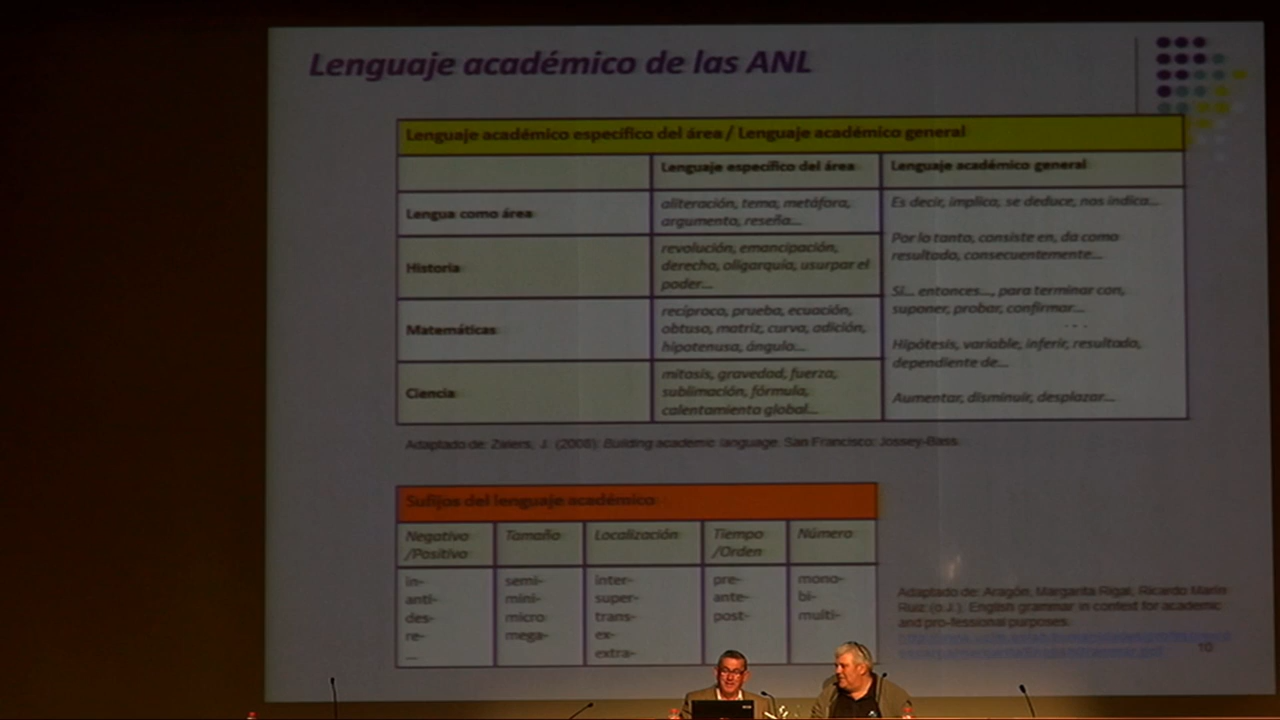 Lenguaje académico de las ANL
Lenguaje académico específico del área / Lenguaje académico general
Lenguaje específico del área
Lenguaje académico general
Lengua como área
aliteración, tema, metáfora,
argumento, reseña...
Historia
revolución, emancipación,
derecho, oligarquía, usurpar el
poder...
Matemáticas
recíproco, prueba, ecuación,
obtuso, matriz, curva, adición,
hipotenusa, ángulo...
Ciencia
mitosis, gravedad, fuerza,
sublimación, fórmula,
calentamiento global...
Es decir, implica, se deduce, nos indica...
Por lo tanto, consiste en, da como
resultado, consecuentemente...
Si... entonces..., para terminar con,
suponer, probar, confirmar...
Hipótesis, variable, inferir, resultado,
dependiente de...
Aumentar, disminuir, desplazar...
Adaptado de: J. (2008). Building academic language. San Francisco: Jossey-Bass.
Sufijos del lenguaje académico
Negativo
/Positivo
Tamaño
Localización
Tiempo
/Orden
Número
in-
anti-
des-
re-
...
semi-
mini-
micro
mega-
inter-
super-
trans-
ex-
extra-
pre-
ante-
post-
mono-
bi-
multi-
Adaptado de: Aragón, Margarita Rigal, Ricardo Marín
Ruiz (o.J.). English grammar in context for academic
and pro-fessional purposes.
10